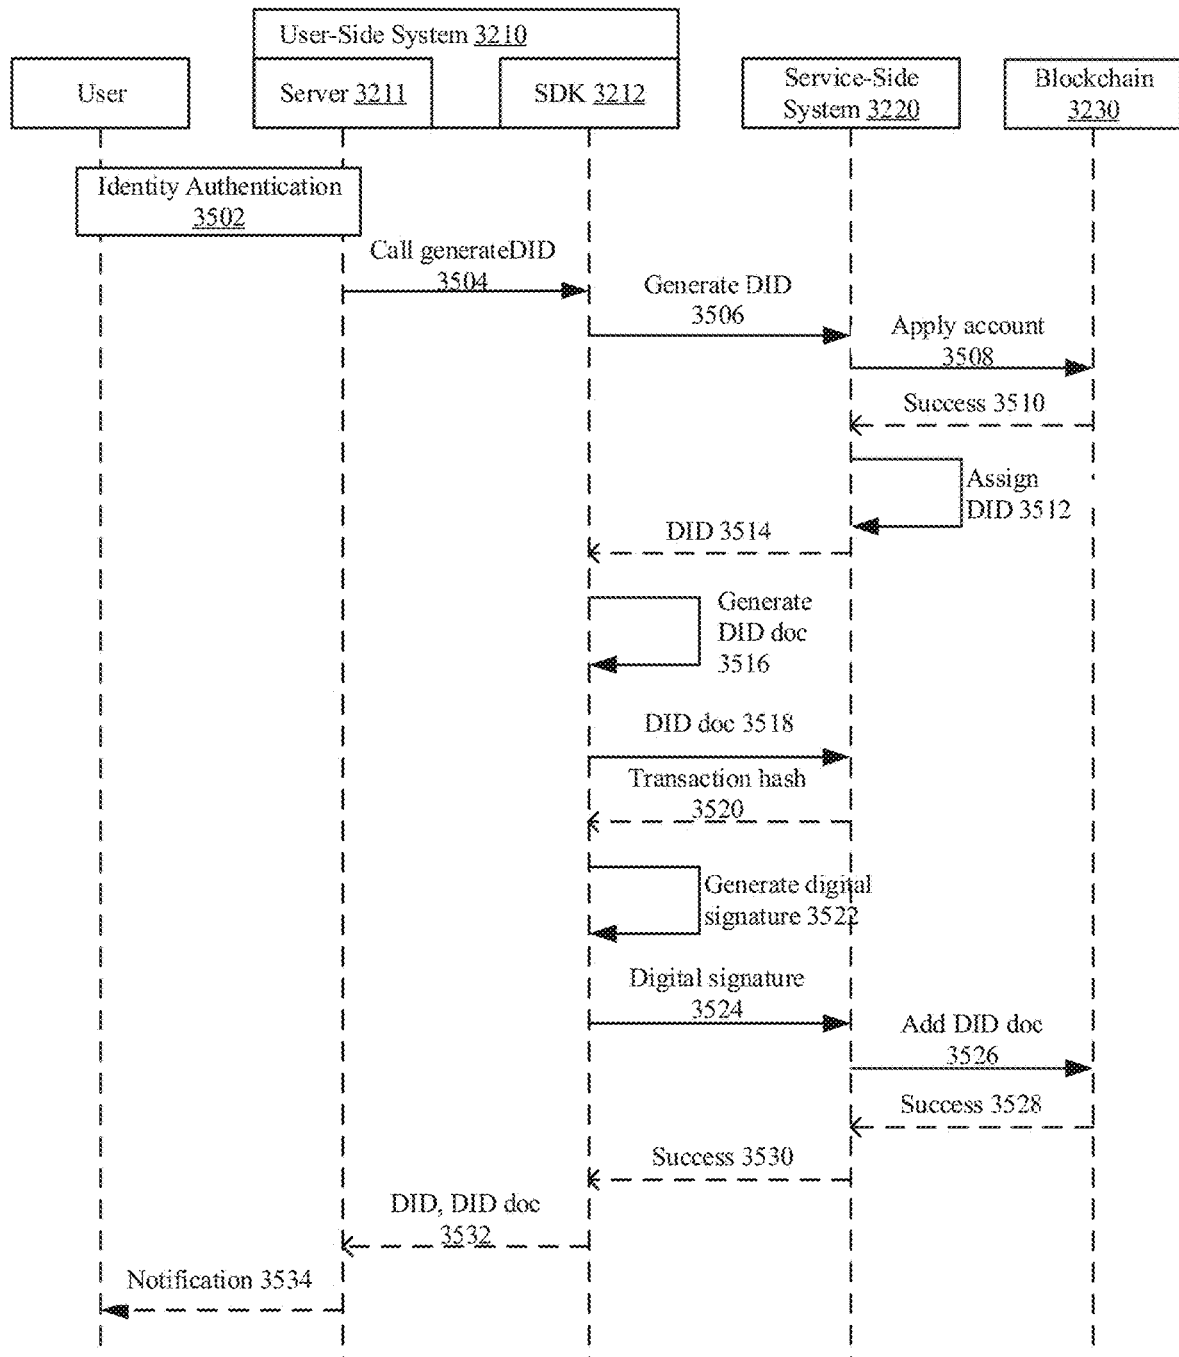 User-Side System 3210
User
Server 3211
SDK 3212
Service-Side
System 3220
Blockchain
3230
Identity Authentication
3502
Call generateDID
3504
Generate DID
3506
Apply account
3508
Success 3510
Assign
DID 3512
DID 3514
Generate
DID doc
3516
DID doc 3518
Transaction hash
3520
Generate digital
signature 3522
Digital signature
3524
Add DID doc
3526
Success 3528
Success 3530
DID, DID doc
3532
Notification 3534